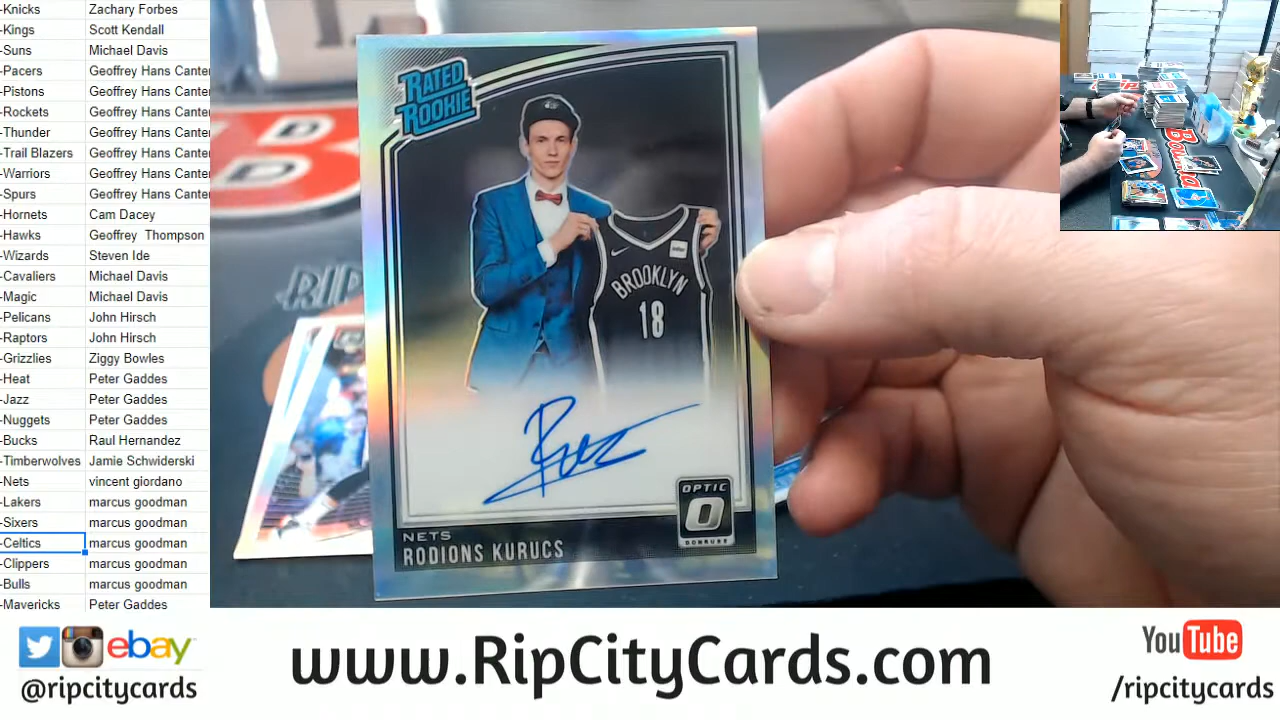 -Knicks Zachary Forbes
-Kings Scott Kendall
-Suns Michael Davis
-Pacers Geoffrey Hans Canter
-Pistons Geoffrey Hans Canter
-Rockets Geoffrey Hans Canter
-Thunder Geoffrey Hans Canter
-Trail Blazers Geoffrey Hans Canter
-Warriors Geoffrey Hans Canter
-Spurs Geoffrey Hans Canter
-Hornets Cam Dacey
-Hawks Geoffrey Thompson
-Wizards Steven Ide
-Cavaliers Michael Davis
-Magic Michael Davis
-Pelicans John Hirsch
-Raptors John Hirsch
-Grizzlies Ziggy Bowles
-Heat Peter Gaddes
-Jazz Peter Gaddes
-Nuggets Peter Gaddes
-Bucks Raul Hernandez
-Timberwolves Jamie Schwiderski
-Nets vincent giordano
-Lakers marcus goodman
-Sixers marcus goodman
-Celtics marcus goodman
-Clippers marcus goodman
-Bulls marcus goodman
-Mavericks Peter Gaddes
RATED
ROOKIE
BROOKLYN
18
OPTIC
O
DONRUSS
NETS
RODIONS KURUCS
RIP
ebay
@ripcitycards
www.RipCityCards.com
YouTube
/ripcitycards